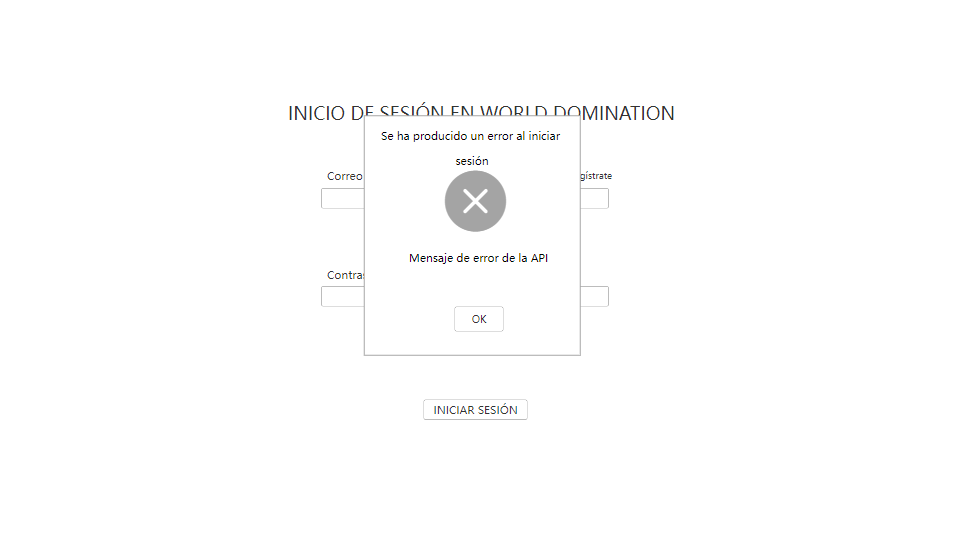 INICIO DE SESIÓN EN WORLD DOMINATION
Se ha producido un error al iniciar
sesión
Correo
gístrate
Mensaje de error de la API
Contras
OK
INICIAR SESIÓN